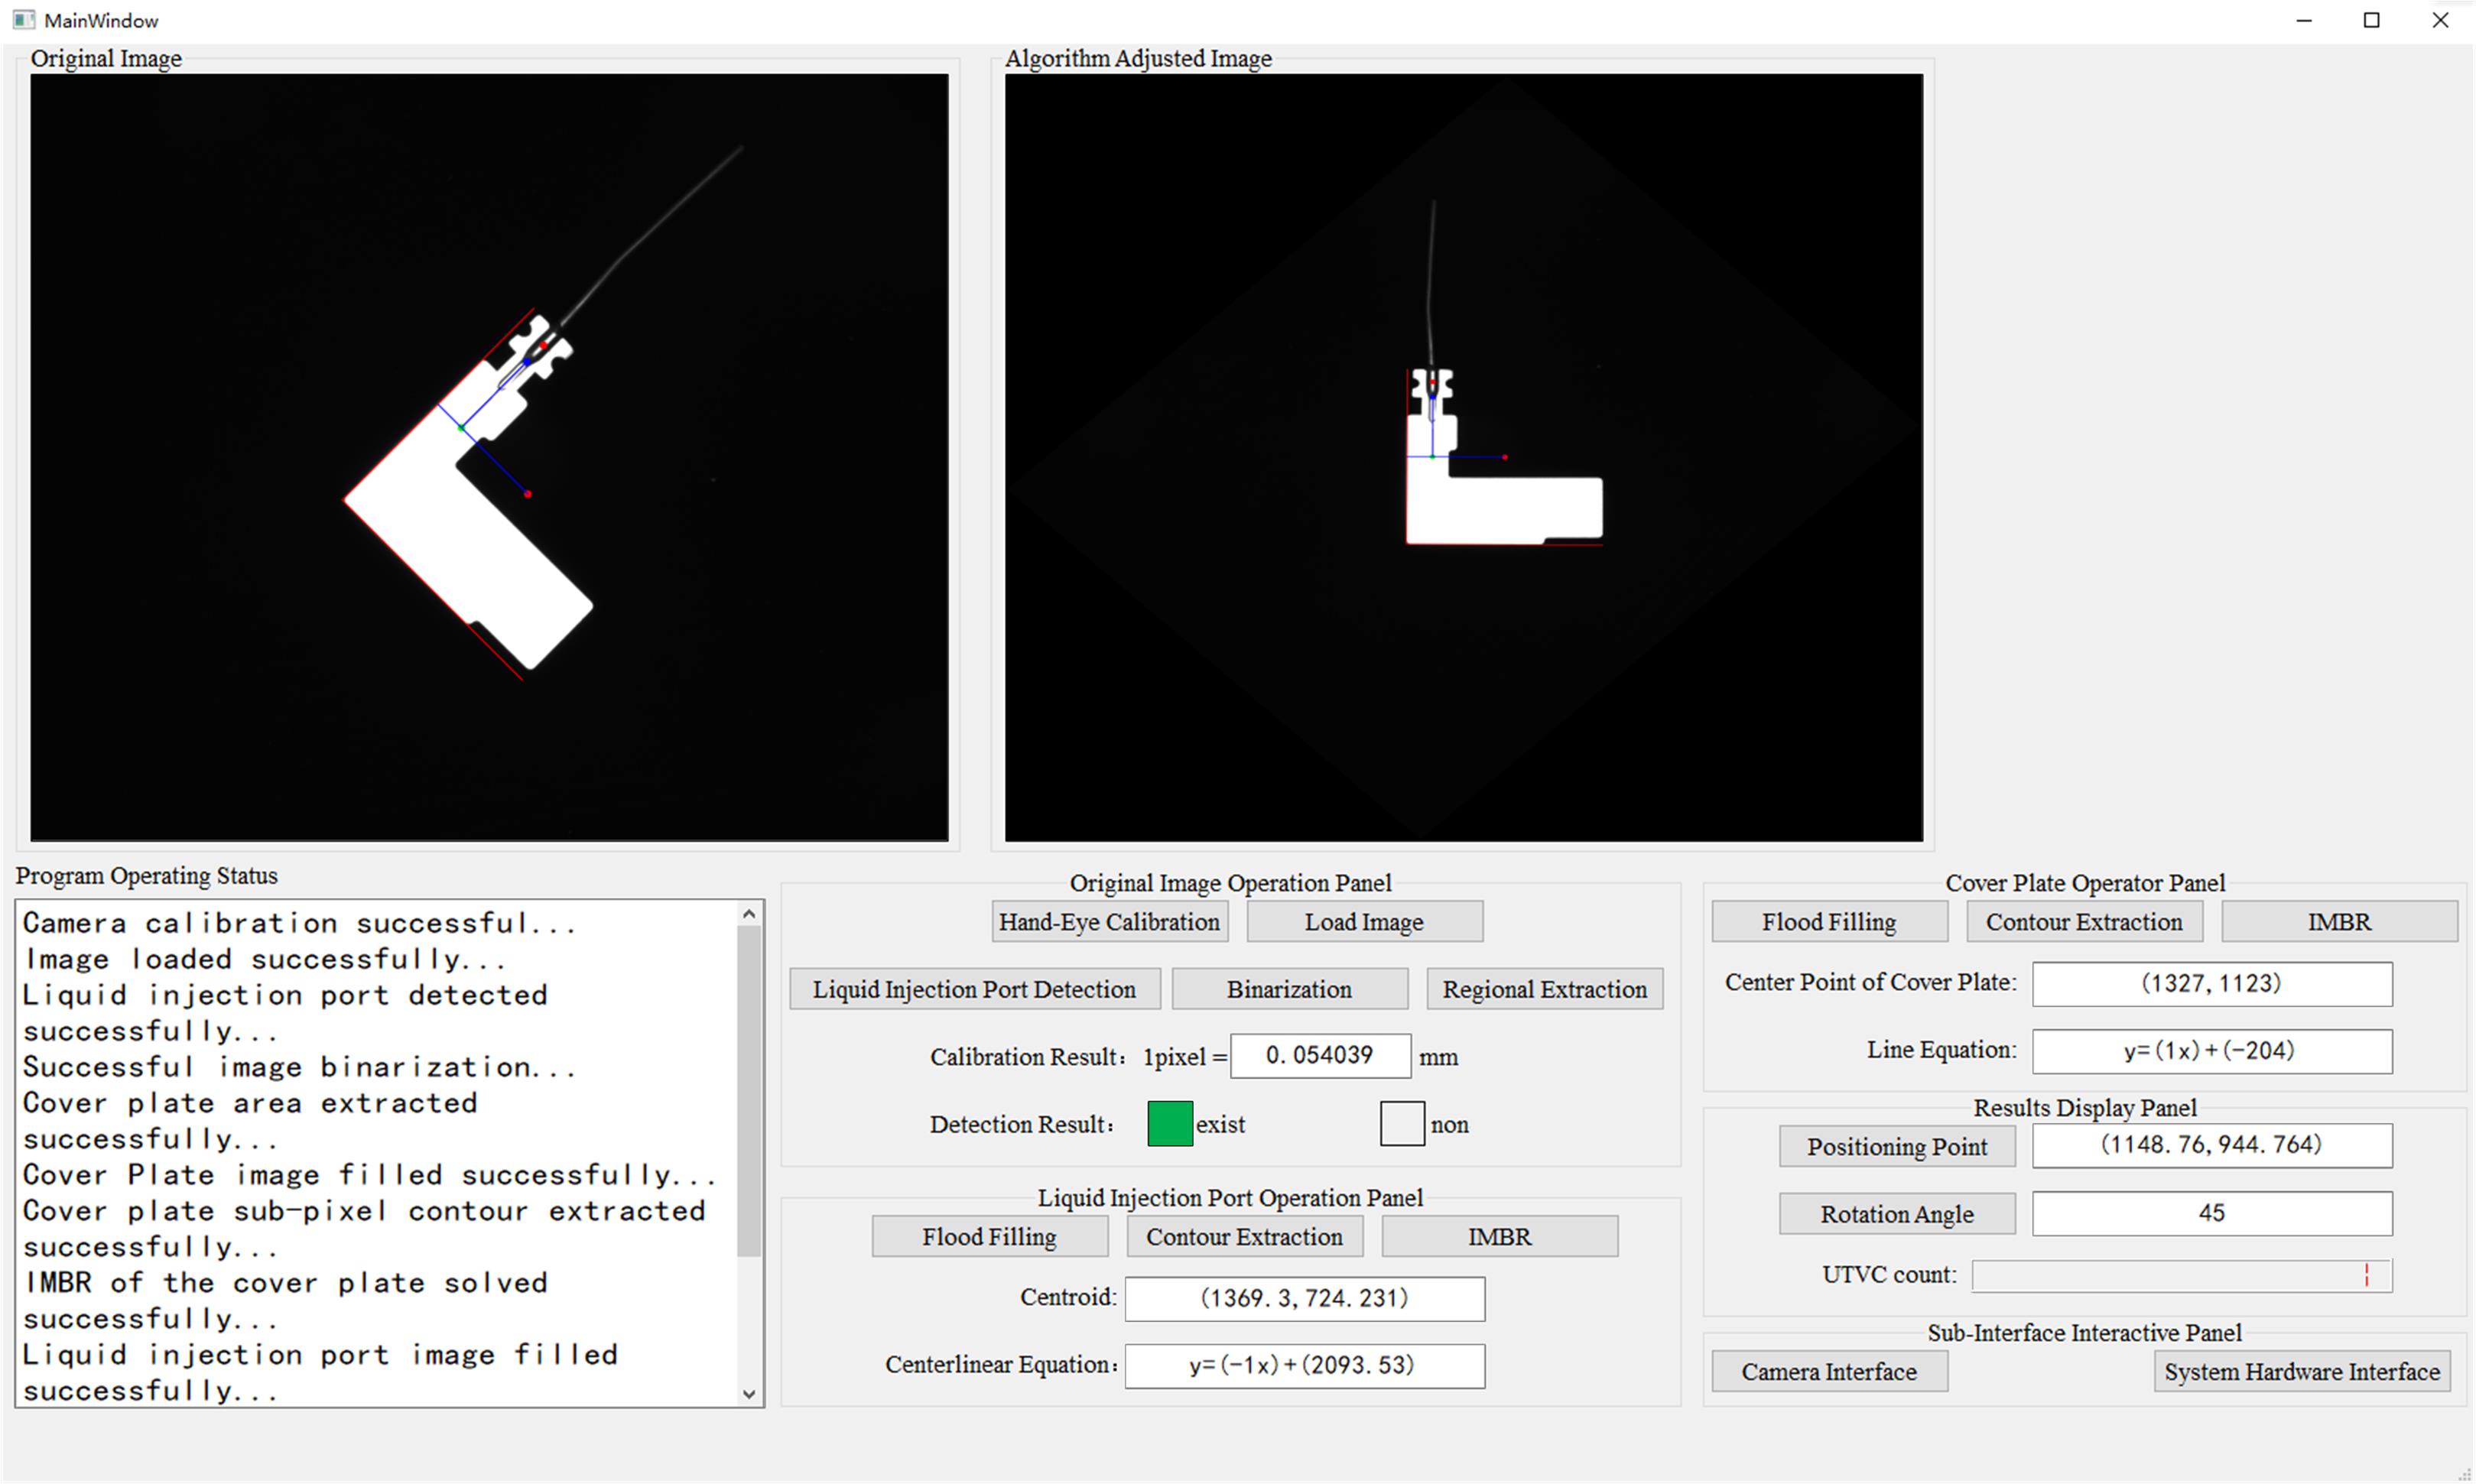 MainWindow
Original Image
Algorithm Adjusted Image
Program Operating Status
Camera calibration successful...
Image loaded successfully...
Liquid injection port detected
successfully...
Successful image binarization...
Cover plate area extracted
successfully...
Cover Plate image filled successfully...
Cover plate sub-pixel contour extracted
successfully...
IMBR of the cover plate solved
successfully...
Liquid injection port image filled
successfully...
Original Image Operation Panel
Hand-Eye Calibration Load Image
Liquid Injection Port Detection Binarization Regional Extraction
Calibration Result: 1pixel = 0.054039 mm
Detection Result: exist non
Liquid Injection Port Operation Panel
Flood Filling Contour Extraction IMBR
Centroid: (1369.3,724.231)
Centerlinear Equation: y=(-1x)+(2093.53)
Cover Plate Operator Panel
Flood Filling Contour Extraction IMBR
Center Point of Cover Plate: (1327,1123)
Line Equation: y=(1x)+(-204)
Results Display Panel
Positioning Point (1148.76,944.764)
Rotation Angle 45
UTVC count:
Sub-Interface Interactive Panel
Camera Interface System Hardware Interface